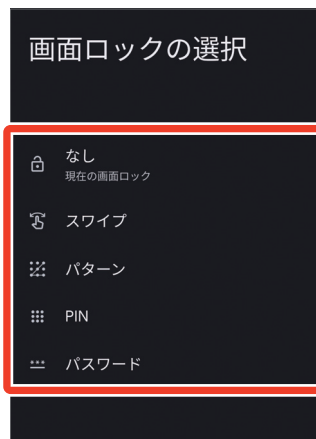 画面ロックの選択
なし
現在の画面ロック
スワイプ
パターン
PIN
パスワード